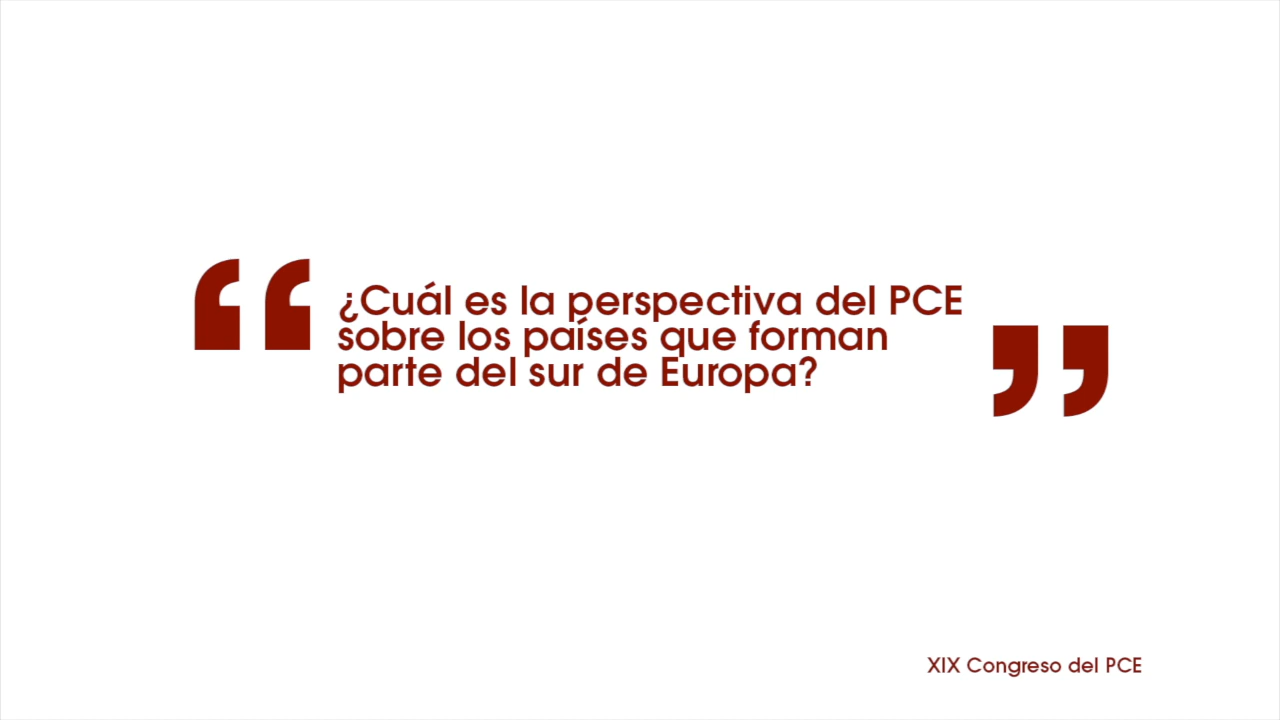 “ ¿Cuál es la perspectiva del PCE
sobre los países que forman
parte del sur de Europa? ”
XIX Congreso del PCE